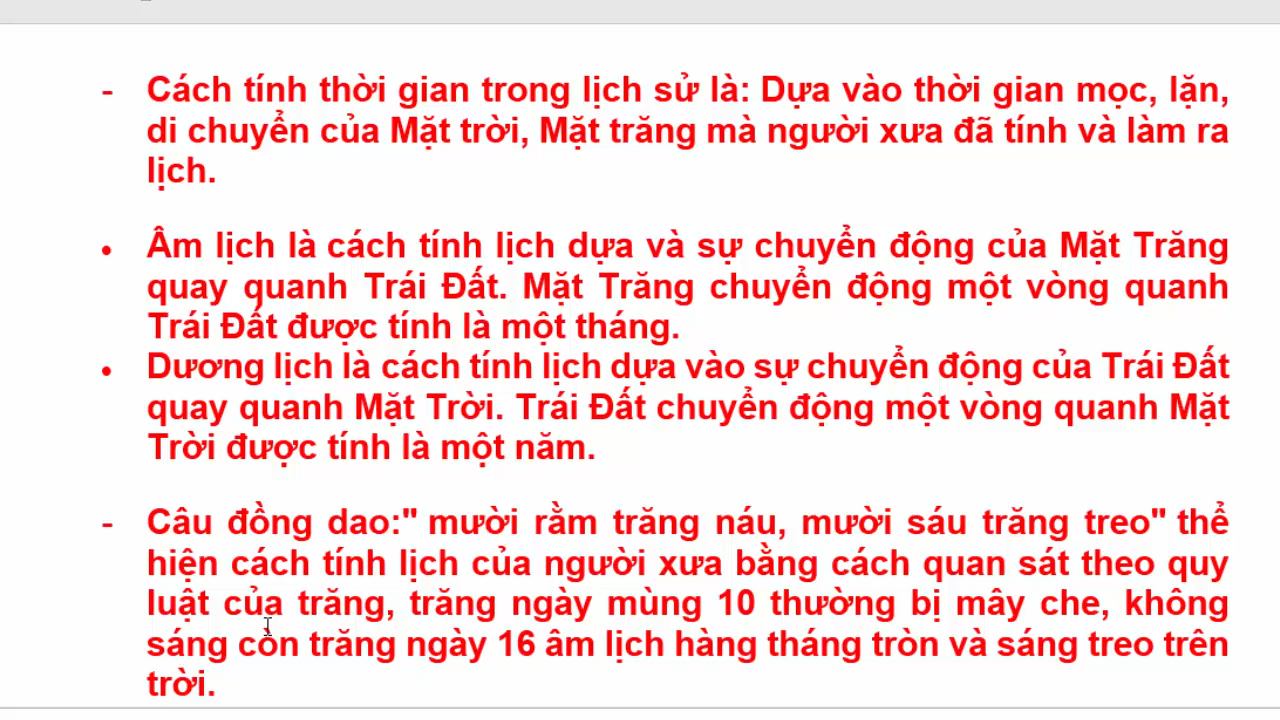 - Cách tính thời gian trong lịch sử là: Dựa vào thời gian mọc, lặn,
di chuyển của Mặt trời, Mặt trăng mà người xưa đã tính và làm ra
lịch.
• Âm lịch là cách tính lịch dựa và sự chuyển động của Mặt Trăng
quay quanh Trái Đất. Mặt Trăng chuyển động một vòng quanh
Trái Đất được tính là một tháng.
• Dương lịch là cách tính lịch dựa vào sự chuyển động của Trái Đất
quay quanh Mặt Trời. Trái Đất chuyển động một vòng quanh Mặt
Trời được tính là một năm.
- Câu đồng dao:" mười rằm trăng náu, mười sáu trăng treo" thể
hiện cách tính lịch của người xưa bằng cách quan sát theo quy
luật của trăng, trăng ngày mùng 10 thường bị mây che, không
sáng còn trăng ngày 16 âm lịch hàng tháng tròn và sáng treo trên
trời.